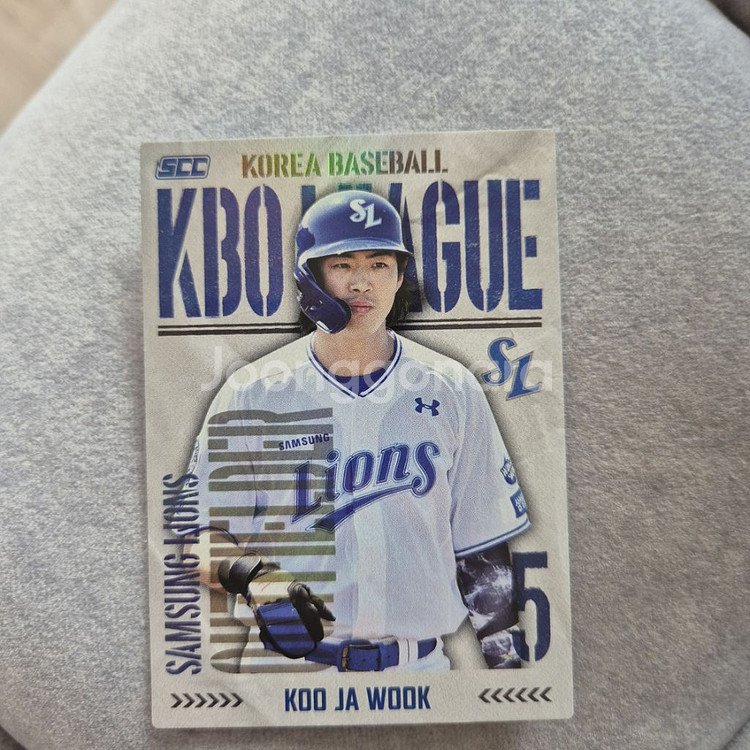 SCC
KOREA BASEBALL
KBO LEAGUE
SL
SL
Joonggonara
SAMSUNG
Lions
SAMSUNG LIONS
OUTFIELDER
5
KOO JA WOOK